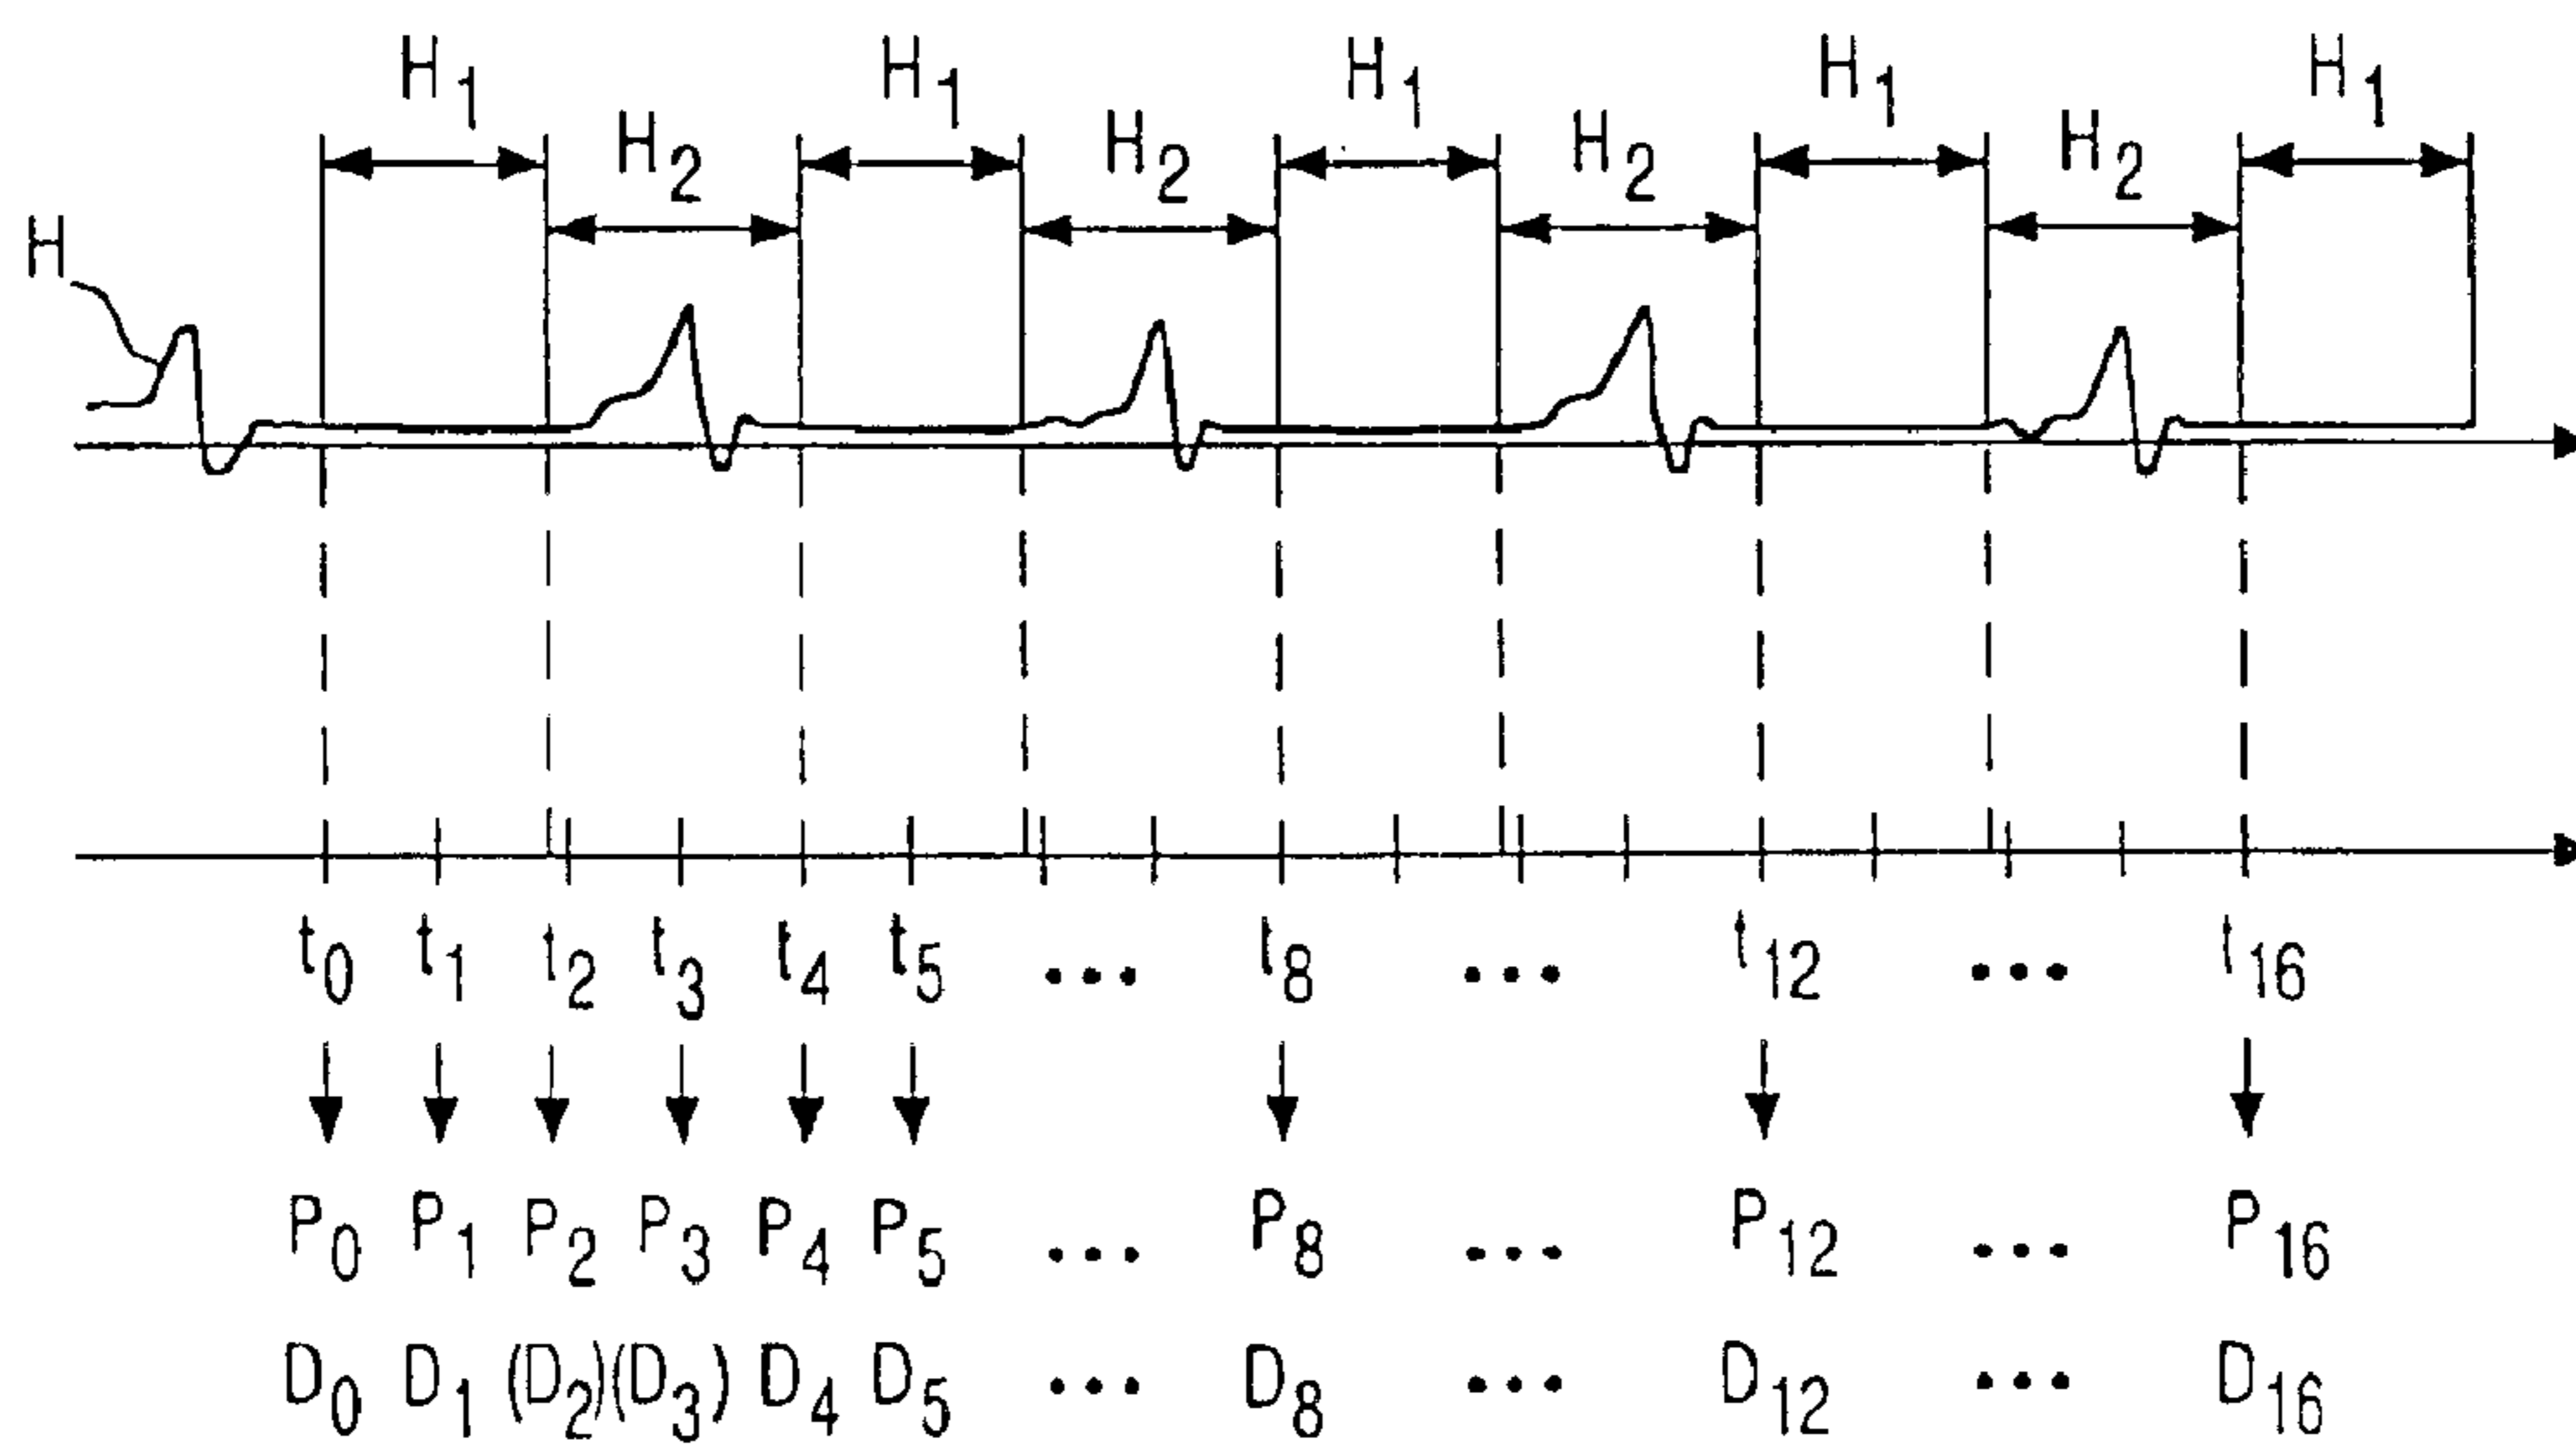 H₁ H₁ H₁ H₁ H₁
H₂ H₂ H₂ H₂
H
t₀ t₁ t₂ t₃ t₄ t₅ ... t₈ ... t₁₂ ... t₁₆
P₀ P₁ P₂ P₃ P₄ P₅ ... P₈ ... P₁₂ ... P₁₆
D₀ D₁ (D₂)(D₃) D₄ D₅ ... D₈ ... D₁₂ ... D₁₆